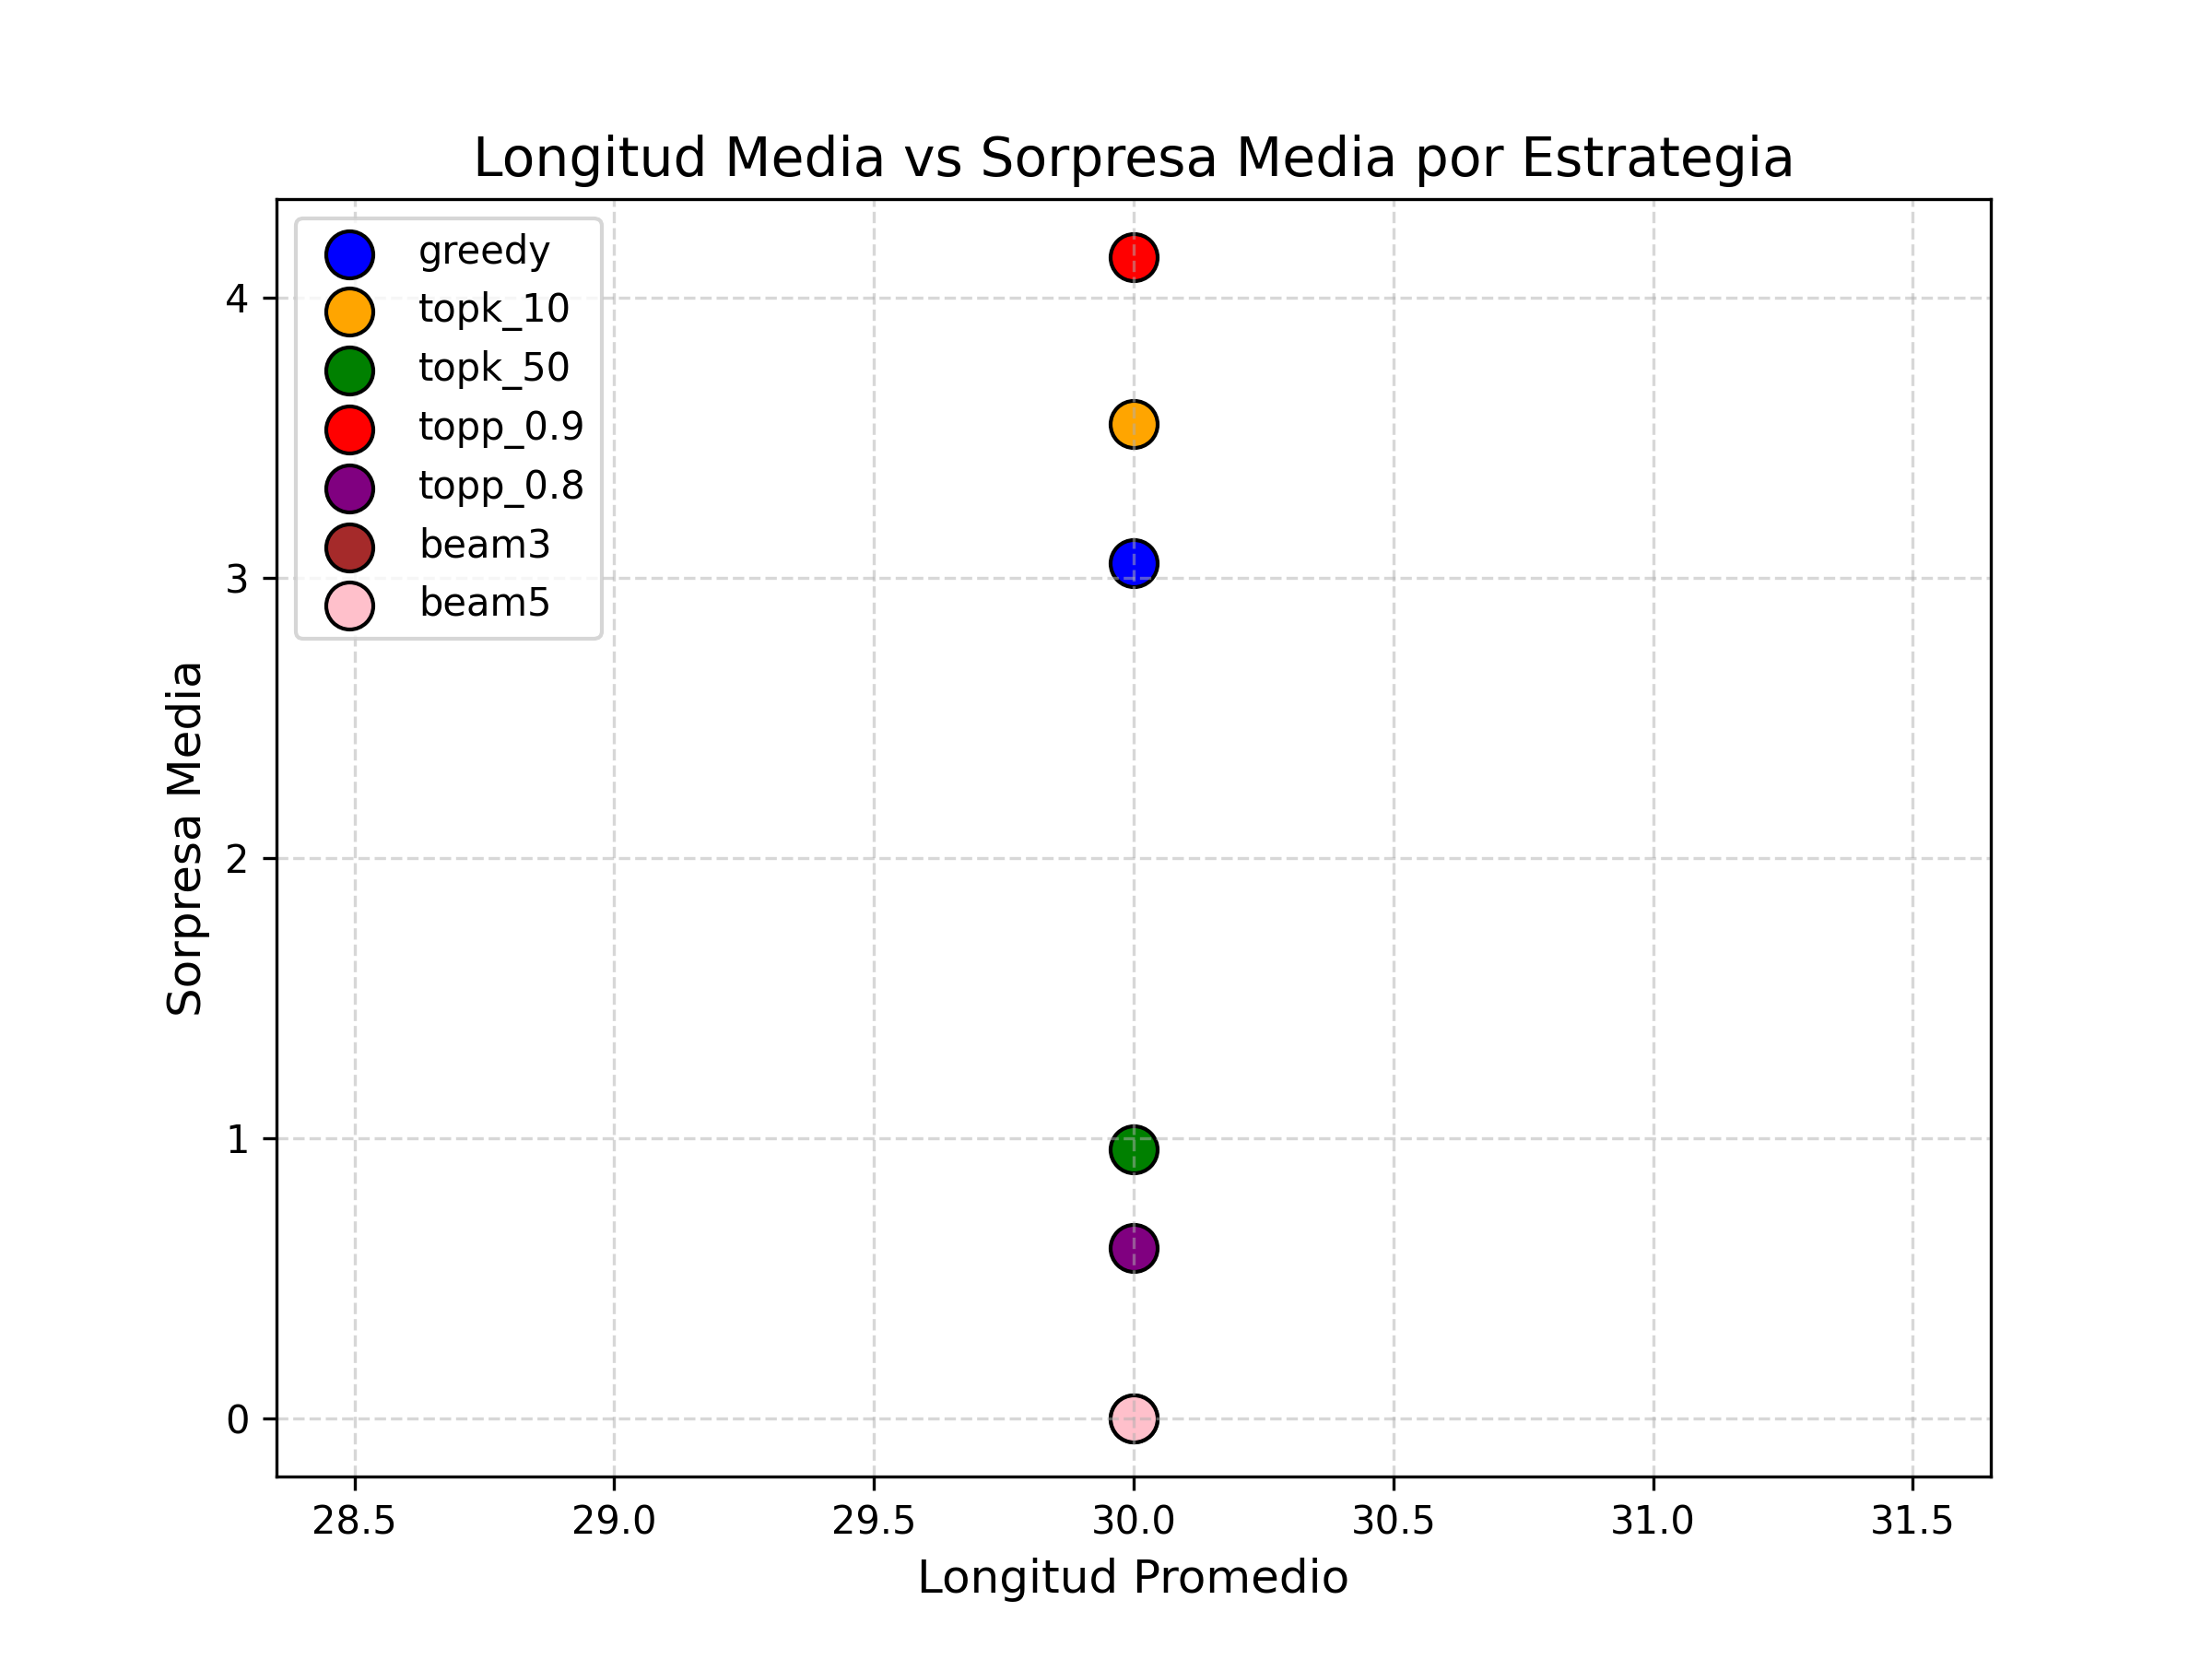 Longitud Media vs Sorpresa Media por Estrategia
greedy
topk_10
topk_50
topp_0.9
topp_0.8
beam3
beam5
Sorpresa Media
4
3
2
1
0
28.5 29.0 29.5 30.0 30.5 31.0 31.5
Longitud Promedio